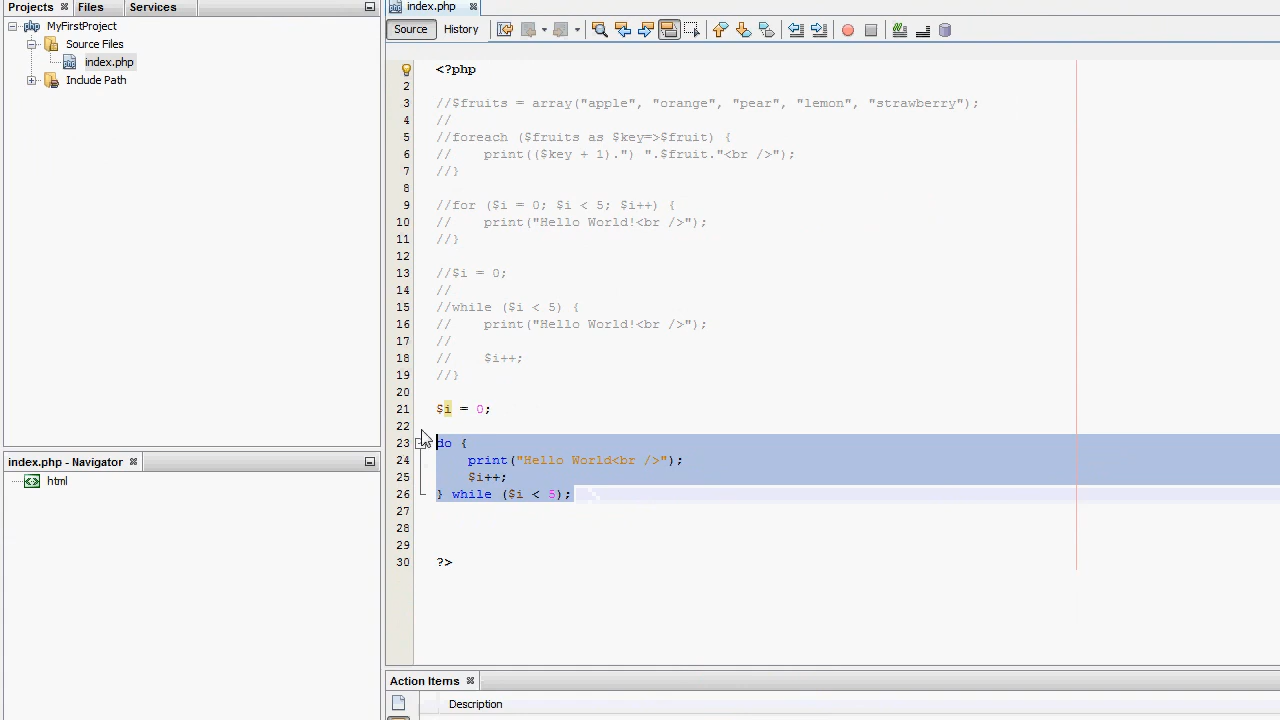 Projects
Files
Services
MyFirstProject
Source Files
index.php
Include Path
index.php - Navigator
html
index.php
Source
History
<?php
2
3 //$fruits = array("apple", "orange", "pear", "lemon", "strawberry");
4 //
5 //foreach ($fruits as $key=>$fruit) {
6 //    print(($key + 1).") ".$fruit."<br />");
7 //}
8
9 //for ($i = 0; $i < 5; $i++) {
10 //    print("Hello World!<br />");
11 //}
12
13 //$i = 0;
14 //
15 //while ($i < 5) {
16 //    print("Hello World!<br />");
17 //
18 //    $i++;
19 //}
20
21 $i = 0;
22
23 do {
24     print("Hello World<br />");
25     $i++;
26 } while ($i < 5);
27
28
29
30 ?>
Action Items
Description